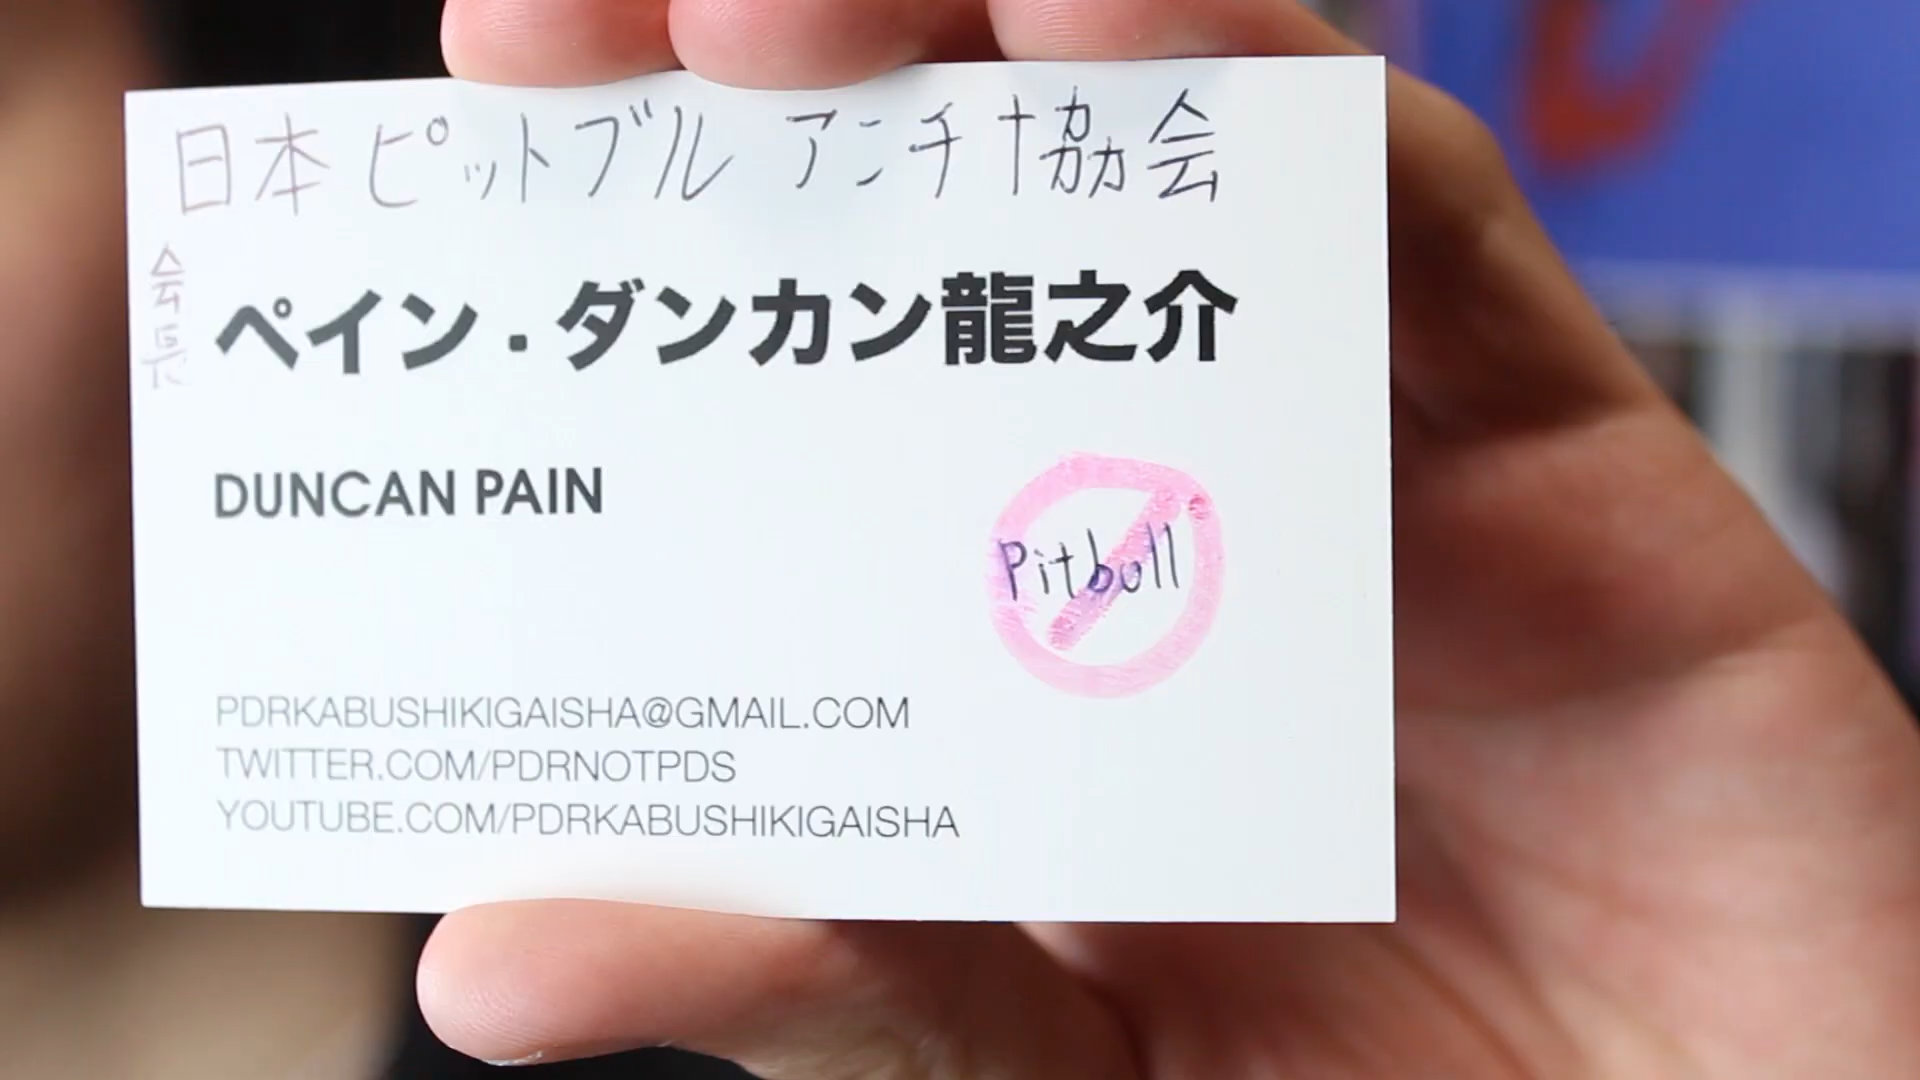 日本ピットブルアンチ協会
会長
ペイン・ダンカン龍之介
DUNCAN PAIN
Pitbull
PDRKABUSHIKIGAISHA@GMAIL.COM
TWITTER.COM/PDRNOTPDS
YOUTUBE.COM/PDRKABUSHIKIGAISHA